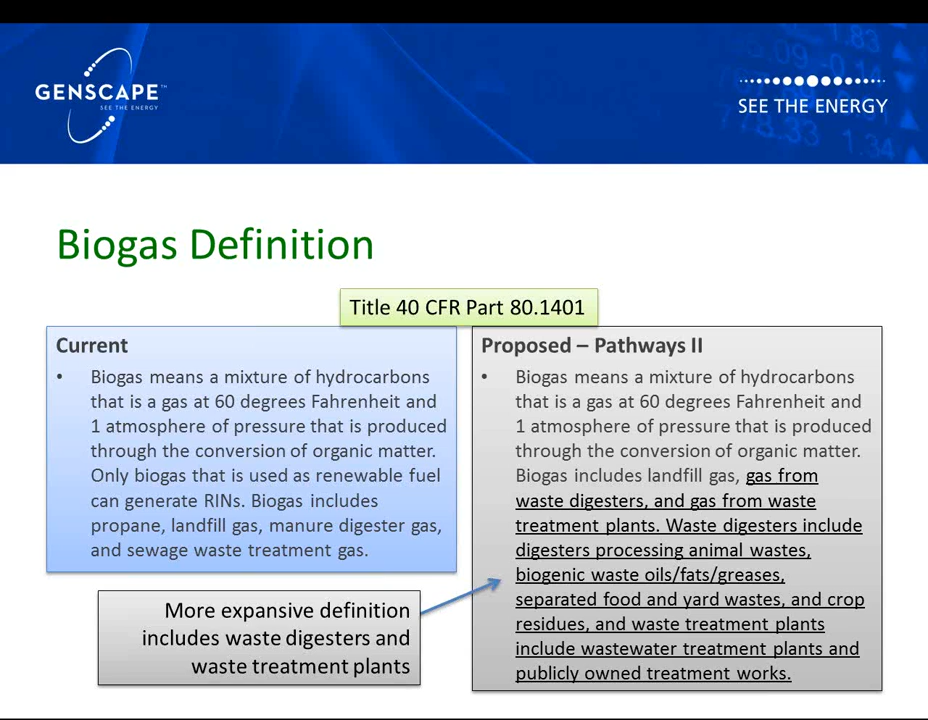 GENSCAPE™
SEE THE ENERGY
SEE THE ENERGY
1.83
Biogas Definition
Title 40 CFR Part 80.1401
Current
• Biogas means a mixture of hydrocarbons
that is a gas at 60 degrees Fahrenheit and
1 atmosphere of pressure that is produced
through the conversion of organic matter.
Only biogas that is used as renewable fuel
can generate RINs. Biogas includes
propane, landfill gas, manure digester gas,
and sewage waste treatment gas.
More expansive definition
includes waste digesters and
waste treatment plants
Proposed – Pathways II
• Biogas means a mixture of hydrocarbons
that is a gas at 60 degrees Fahrenheit and
1 atmosphere of pressure that is produced
through the conversion of organic matter.
Biogas includes landfill gas, gas from
waste digesters, and gas from waste
treatment plants. Waste digesters include
digesters processing animal wastes,
biogenic waste oils/fats/greases,
separated food and yard wastes, and crop
residues, and waste treatment plants
include wastewater treatment plants and
publicly owned treatment works.